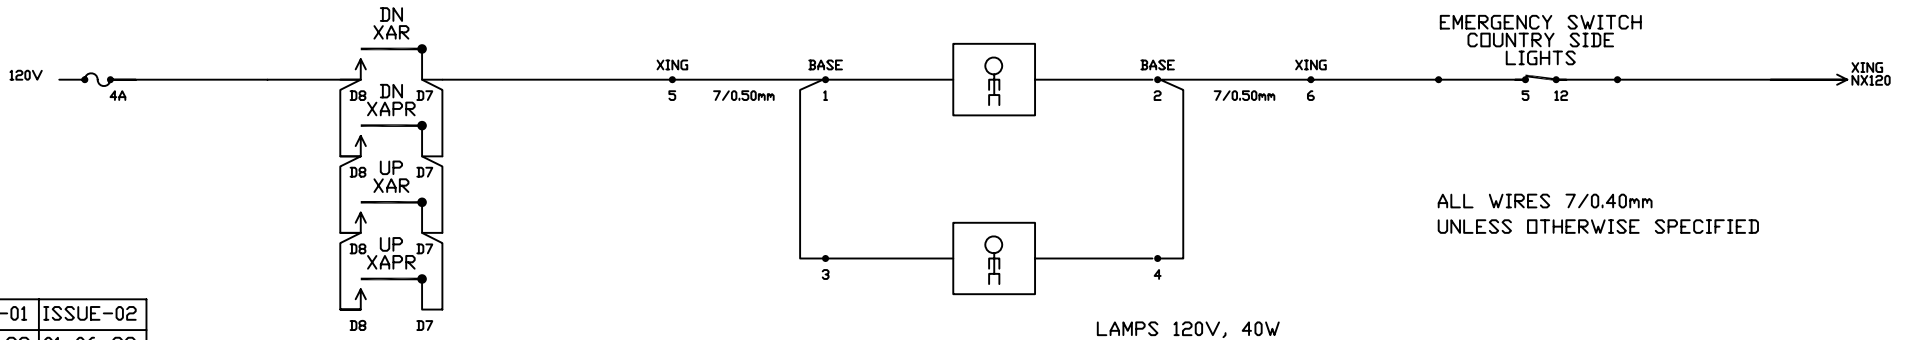 DN
XAR
120V
4A
D8
D7
DN
XAPR
D8
D7
UP
XAR
D8
D7
UP
XAPR
D8
D7
XING
5
7/0.50mm
BASE
1
BASE
2
7/0.50mm
XING
6
3
4
EMERGENCY SWITCH
COUNTRY SIDE
LIGHTS
5
12
XING
NX120
ALL WIRES 7/0.40mm
UNLESS OTHERWISE SPECIFIED
LAMPS 120V, 40W
-01 ISSUE-02